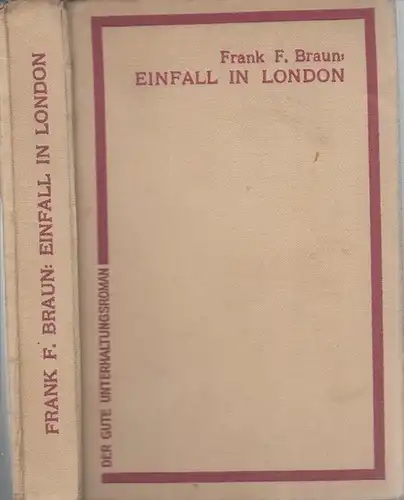 FRANK F. BRAUN: EINFALL IN LONDON
Frank F. Braun:
EINFALL IN LONDON
DER GUTE UNTERHALTUNGSROMAN